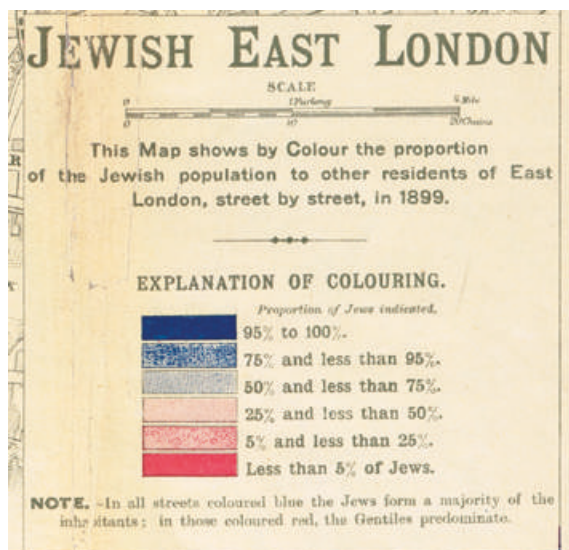 JEWISH EAST LONDON
SCALE
0 1 Furlong ¼ Mile
0 10 20 Chains
This Map shows by Colour the proportion
of the Jewish population to other residents of East
London, street by street, in 1899.
EXPLANATION OF COLOURING.
Proportion of Jews indicated.
95% to 100%.
75% and less than 95%.
50% and less than 75%.
25% and less than 50%.
5% and less than 25%.
Less than 5% of Jews.
NOTE. -In all streets coloured blue the Jews form a majority of the
inhabitants; in those coloured red, the Gentiles predominate.